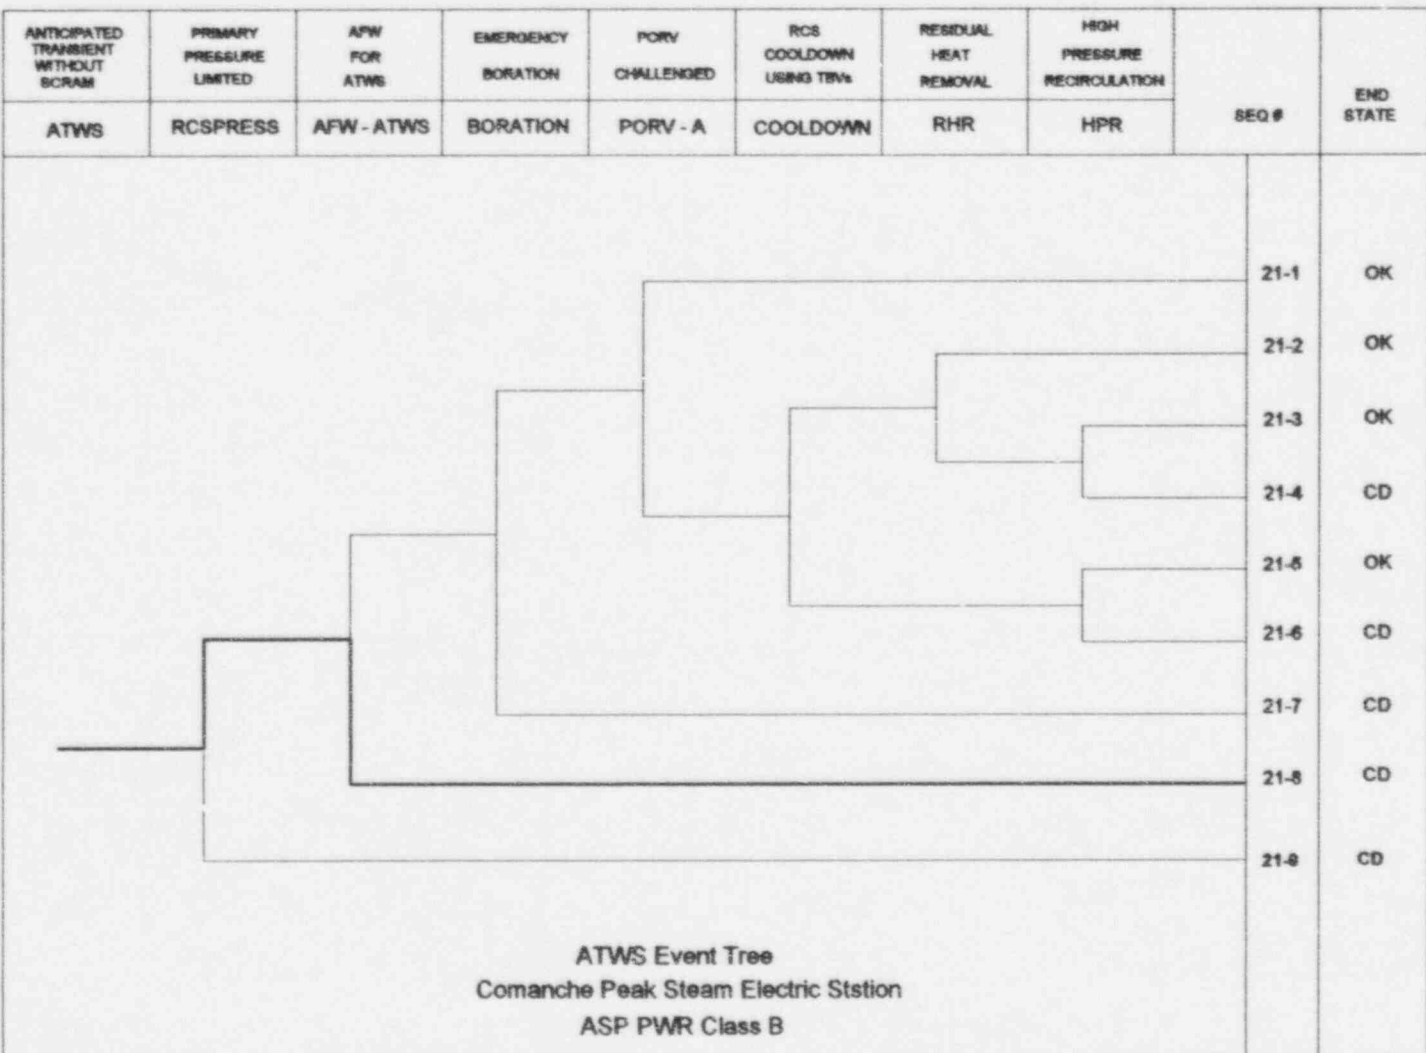 ANTICIPATED
TRANSIENT
WITHOUT
SCRAM
PRIMARY
PRESSURE
LIMITED
AFW
FOR
ATWS
EMERGENCY
BORATION
PORV
CHALLENGED
RCS
COOLDOWN
USING TBVs
RESIDUAL
HEAT
REMOVAL
HIGH
PRESSURE
RECIRCULATION
SEQ #
END
STATE
ATWS
RCSPRESS
AFW - ATWS
BORATION
PORV - A
COOLDOWN
RHR
HPR
21-1 OK
21-2 OK
21-3 OK
21-4 CD
21-5 OK
21-6 CD
21-7 CD
21-8 CD
21-9 CD
ATWS Event Tree
Comanche Peak Steam Electric Ststion
ASP PWR Class B